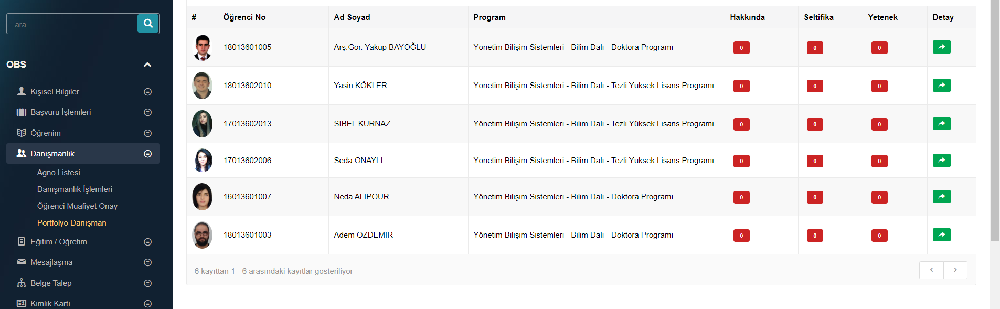 ara...
OBS
Kişisel Bilgiler
Başvuru İşlemleri
Öğrenim
Danışmanlık
Agno Listesi
Danışmanlık İşlemleri
Öğrenci Muafiyet Onay
Portfolyo Danışman
Eğitim / Öğretim
Mesajlaşma
Belge Talep
Kimlik Kartı
# Öğrenci No Ad Soyad Program Hakkında Seltifika Yetenek Detay
18013601005 Arş.Gör. Yakup BAYOĞLU Yönetim Bilişim Sistemleri - Bilim Dalı - Doktora Programı 0 0 0
18013602010 Yasin KÖKLER Yönetim Bilişim Sistemleri - Bilim Dalı - Tezli Yüksek Lisans Programı 0 0 0
17013602013 SİBEL KURNAZ Yönetim Bilişim Sistemleri - Bilim Dalı - Tezli Yüksek Lisans Programı 0 0 0
17013602006 Seda ONAYLI Yönetim Bilişim Sistemleri - Bilim Dalı - Tezli Yüksek Lisans Programı 0 0 0
16013601007 Neda ALİPOUR Yönetim Bilişim Sistemleri - Bilim Dalı - Doktora Programı 0 0 0
18013601003 Adem ÖZDEMİR Yönetim Bilişim Sistemleri - Bilim Dalı - Doktora Programı 0 0 0
6 kayıttan 1 - 6 arasındaki kayıtlar gösteriliyor